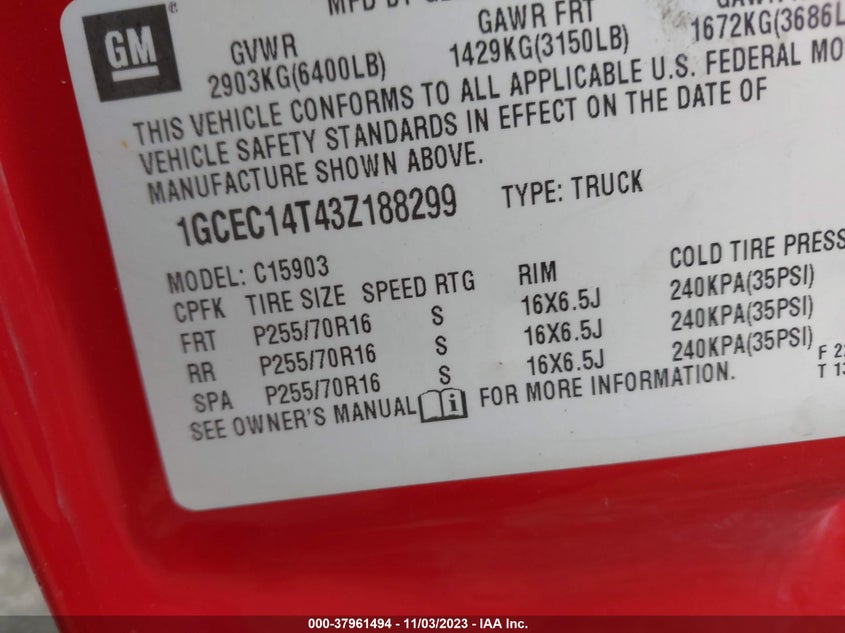 GM
MFD BY
GVWR GAWR FRT
2903KG(6400LB) 1429KG(3150LB) 1672KG(3686L
THIS VEHICLE CONFORMS TO ALL APPLICABLE U.S. FEDERAL MO
VEHICLE SAFETY STANDARDS IN EFFECT ON THE DATE OF
MANUFACTURE SHOWN ABOVE.
1GCEC14T43Z188299 TYPE: TRUCK
MODEL: C15903
CPFK TIRE SIZE SPEED RTG RIM COLD TIRE PRESS
FRT P255/70R16 S 16X6.5J 240KPA(35PSI)
RR P255/70R16 S 16X6.5J 240KPA(35PSI)
SPA P255/70R16 S 16X6.5J 240KPA(35PSI)
SEE OWNER'S MANUAL i FOR MORE INFORMATION.
F 22
T 13
000-37961494 - 11/03/2023 - IAA Inc.